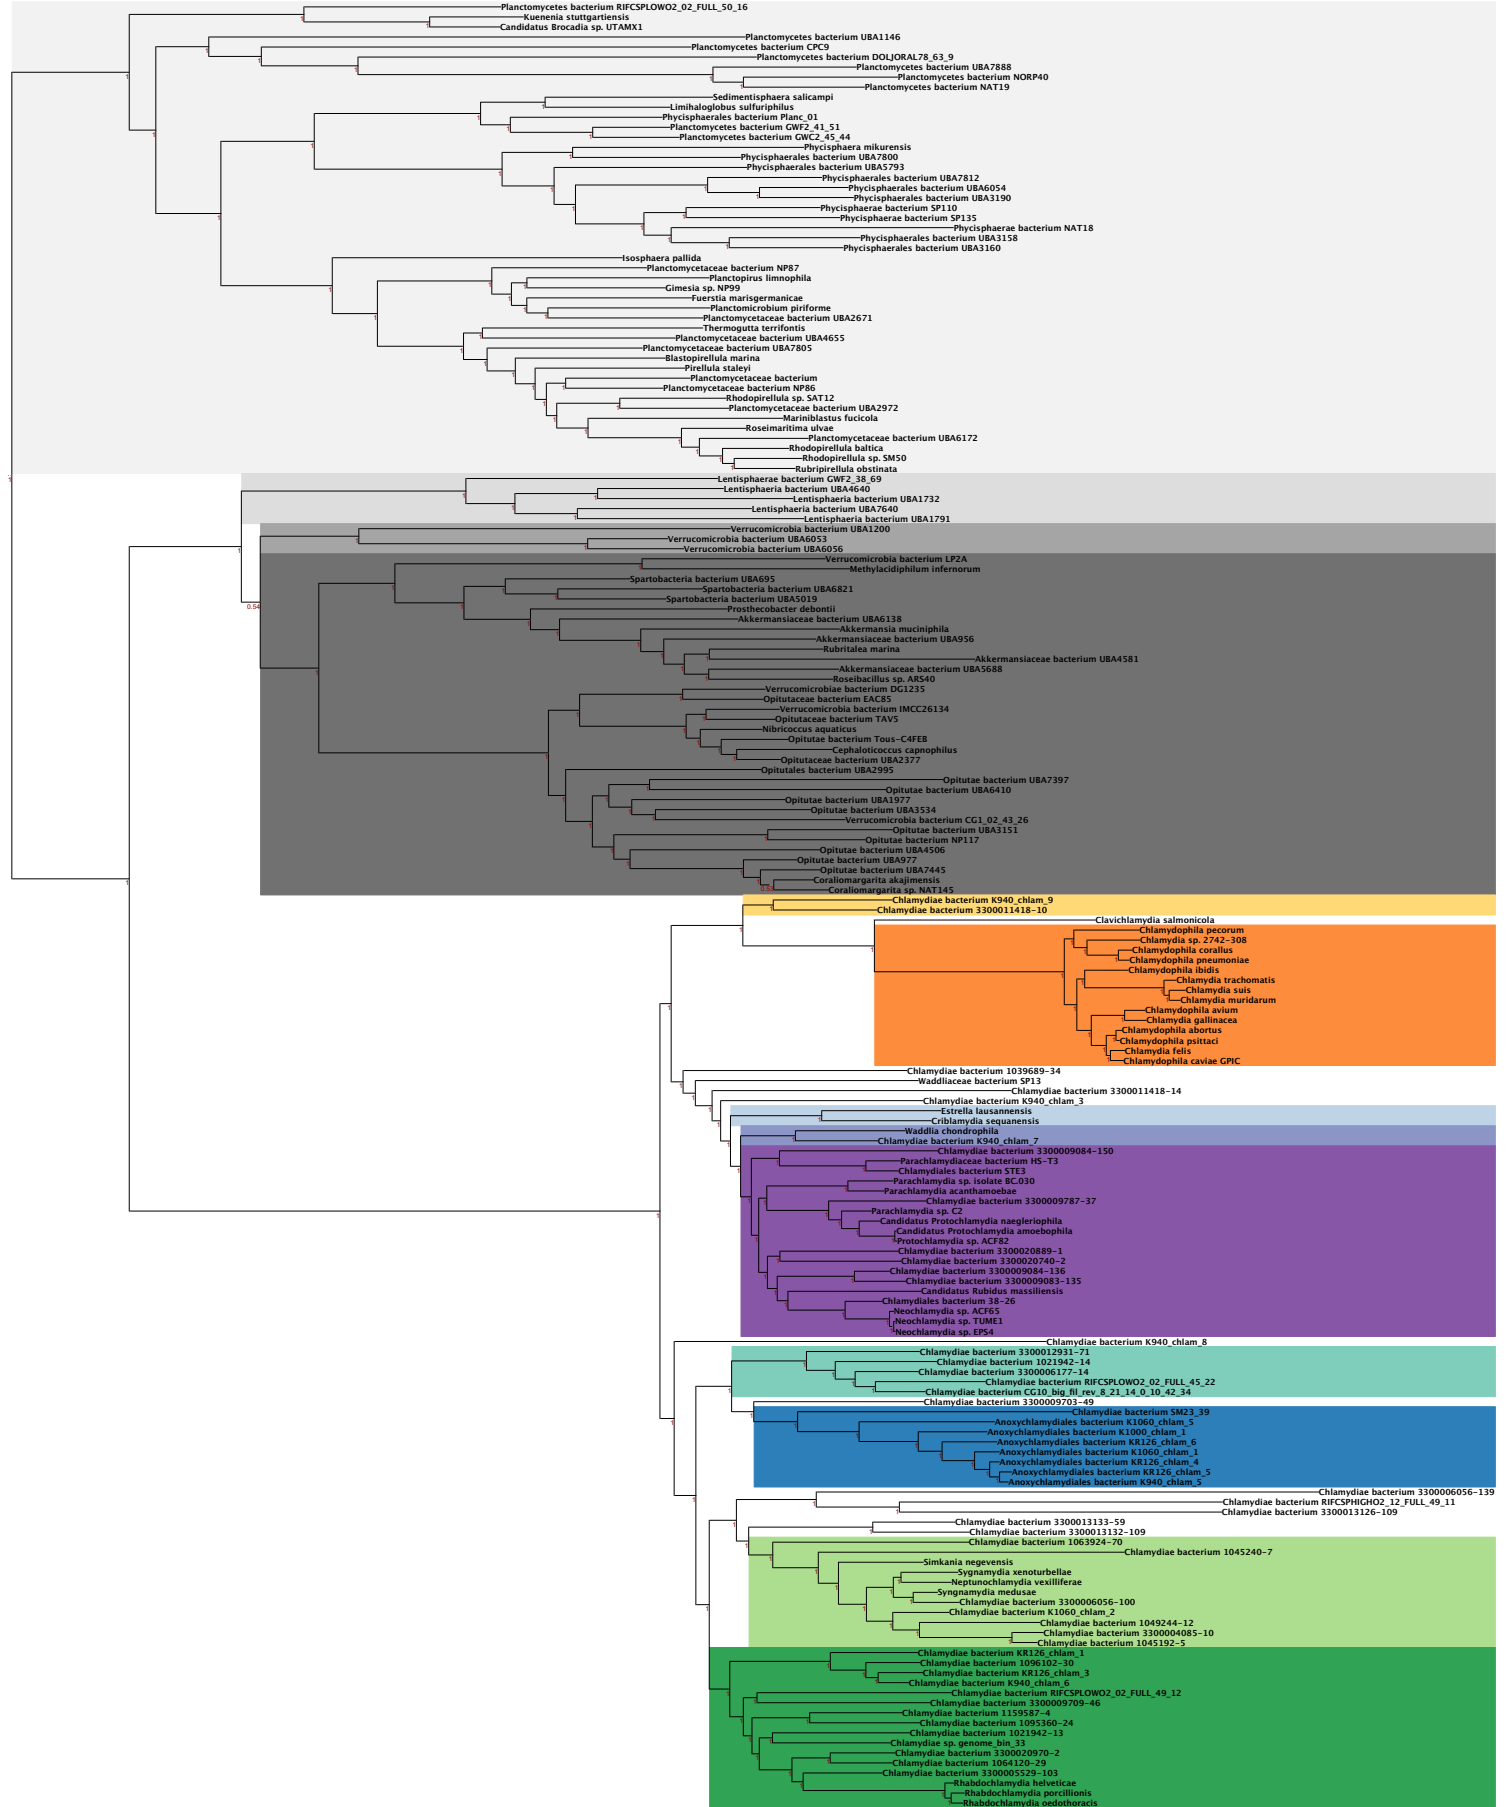 Planctomycetes bacterium RIFCSPLOWO2_02_FULL_50_16
Kuenenia stuttgartiensis
Candidatus Brocadia sp. UTAMX1
Planctomycetes bacterium UBA1146
Planctomycetes bacterium CPC9
Planctomycetes bacterium DOLJORAL78_63_9
Planctomycetes bacterium UBA7888
Planctomycetes bacterium NORP40
Planctomycetes bacterium NAT19
Sedimentisphaera salicampi
Limihaloglobus sulfuriphilus
Phycisphaerales bacterium Planc_01
Planctomycetes bacterium GWF2_41_51
Planctomycetes bacterium GWC2_45_44
Phycisphaera mikurensis
Phycisphaerales bacterium UBA7800
Phycisphaerales bacterium UBA5793
Phycisphaerales bacterium UBA7812
Phycisphaerales bacterium UBA6054
Phycisphaerales bacterium UBA3190
Phycisphaerae bacterium SP110
Phycisphaerae bacterium SP135
Phycisphaerae bacterium NAT18
Phycisphaerales bacterium UBA3158
Phycisphaerales bacterium UBA3160
Isosphaera pallida
Planctomycetaceae bacterium NP87
Planctopirus limnophila
Gimesia sp. NP99
Fuerstia marisgermanicae
Planctomicrobium piriforme
Planctomycetaceae bacterium UBA2671
Thermogutta terrifontis
Planctomycetaceae bacterium UBA4655
Planctomycetaceae bacterium UBA7805
Blastopirellula marina
Pirellula staleyi
Planctomycetaceae bacterium
Planctomycetaceae bacterium NP86
Rhodopirellula sp. SAT12
Planctomycetaceae bacterium UBA2972
Mariniblastus fucicola
Roseimaritima ulvae
Planctomycetaceae bacterium UBA6172
Rhodopirellula baltica
Rhodopirellula sp. SM50
Rubripirellula obstinata
Lentisphaerae bacterium GWF2_38_69
Lentisphaeria bacterium UBA4640
Lentisphaeria bacterium UBA1732
Lentisphaeria bacterium UBA7640
Lentisphaeria bacterium UBA1791
Verrucomicrobia bacterium UBA1200
Verrucomicrobia bacterium UBA6053
Verrucomicrobia bacterium UBA6056
Verrucomicrobia bacterium LP2A
Methylacidiphilum infernorum
Spartobacteria bacterium UBA695
Spartobacteria bacterium UBA6821
Spartobacteria bacterium UBA5019
0.54
Prosthecobacter debontii
Akkermansiaceae bacterium UBA6138
Akkermansia muciniphila
Akkermansiaceae bacterium UBA956
Rubritalea marina
Akkermansiaceae bacterium UBA4581
Akkermansiaceae bacterium UBA5688
Roseibacillus sp. ARS40
Verrucomicrobiae bacterium DG1235
Opitutaceae bacterium EAC85
Verrucomicrobia bacterium IMCC26134
Opitutaceae bacterium TAV5
Nibricoccus aquaticus
Opitutae bacterium Tous-C4FEB
Cephaloticoccus capnophilus
Opitutaceae bacterium UBA2377
Opitutales bacterium UBA2995
Opitutae bacterium UBA7397
Opitutae bacterium UBA6410
Opitutae bacterium UBA1977
Opitutae bacterium UBA3534
Verrucomicrobia bacterium CG1_02_43_26
Opitutae bacterium UBA3151
Opitutae bacterium NP117
Opitutae bacterium UBA4506
Opitutae bacterium UBA977
Opitutae bacterium UBA7445
Coraliomargarita akajimensis
Coraliomargarita sp. NAT145
Chlamydiae bacterium K940_chlam_9
Chlamydiae bacterium 3300011418-10
Clavichlamydia salmonicola
Chlamydophila pecorum
Chlamydia sp. 2742-308
Chlamydophila corallus
Chlamydophila pneumoniae
Chlamydophila ibidis
Chlamydia trachomatis
Chlamydia suis
Chlamydia muridarum
Chlamydophila avium
Chlamydia gallinacea
Chlamydophila abortus
Chlamydophila psittaci
Chlamydia felis
Chlamydophila caviae GPIC
Chlamydiae bacterium 1039689-34
Waddliaceae bacterium SP13
Chlamydiae bacterium 3300011418-14
Chlamydiae bacterium K940_chlam_3
Estrella lausannensis
Criblamydia sequanensis
Waddlia chondrophila
Chlamydiae bacterium K940_chlam_7
Chlamydiae bacterium 3300009084-150
Parachlamydiaceae bacterium HS-T3
Chlamydiales bacterium STE3
Parachlamydia sp. isolate BC.030
Parachlamydia acanthamoebae
Chlamydiae bacterium 3300009787-37
Parachlamydia sp. C2
Candidatus Protochlamydia naegleriophila
Candidatus Protochlamydia amoebophila
Protochlamydia sp. ACF82
Chlamydiae bacterium 3300020889-1
Chlamydiae bacterium 3300020740-2
Chlamydiae bacterium 3300009084-136
Chlamydiae bacterium 3300009083-135
Candidatus Rubidus massiliensis
Chlamydiales bacterium 38-26
Neochlamydia sp. ACF65
Neochlamydia sp. TUME1
Neochlamydia sp. EPS4
Chlamydiae bacterium K940_chlam_8
Chlamydiae bacterium 3300012931-71
Chlamydiae bacterium 1021942-14
Chlamydiae bacterium 3300006177-14
Chlamydiae bacterium RIFCSPLOWO2_02_FULL_45_22
Chlamydiae bacterium CG10_big_fil_rev_8_21_14_0_10_42_34
Chlamydiae bacterium 3300009703-49
Chlamydiae bacterium SM23_39
Anoxychlamydiales bacterium K1060_chlam_5
Anoxychlamydiales bacterium K1000_chlam_1
Anoxychlamydiales bacterium KR126_chlam_6
Anoxychlamydiales bacterium K1060_chlam_1
Anoxychlamydiales bacterium KR126_chlam_4
Anoxychlamydiales bacterium KR126_chlam_5
Anoxychlamydiales bacterium K940_chlam_5
Chlamydiae bacterium 3300006056-139
Chlamydiae bacterium RIFCSPHIGHO2_12_FULL_49_11
Chlamydiae bacterium 3300013126-109
Chlamydiae bacterium 3300013133-59
Chlamydiae bacterium 3300013132-109
Chlamydiae bacterium 1063924-70
Chlamydiae bacterium 1045240-7
Simkania negevensis
Sygnamydia xenoturbellae
Neptunochlamydia vexilliferae
Syngnamydia medusae
Chlamydiae bacterium 3300006056-100
Chlamydiae bacterium K1060_chlam_2
Chlamydiae bacterium 1049244-12
Chlamydiae bacterium 3300004085-10
Chlamydiae bacterium 1045192-5
Chlamydiae bacterium KR126_chlam_1
Chlamydiae bacterium 1096102-30
Chlamydiae bacterium KR126_chlam_3
Chlamydiae bacterium K940_chlam_6
Chlamydiae bacterium RIFCSPLOWO2_02_FULL_49_12
Chlamydiae bacterium 3300009709-46
Chlamydiae bacterium 1159587-4
Chlamydiae bacterium 1095360-24
Chlamydiae bacterium 1021942-13
Chlamydiae sp. genome_bin_33
Chlamydiae bacterium 3300020970-2
Chlamydiae bacterium 1064120-29
Chlamydiae bacterium 3300005529-103
Rhabdochlamydia helveticae
Rhabdochlamydia porcillionis
Rhabdochlamydia oedothoracis